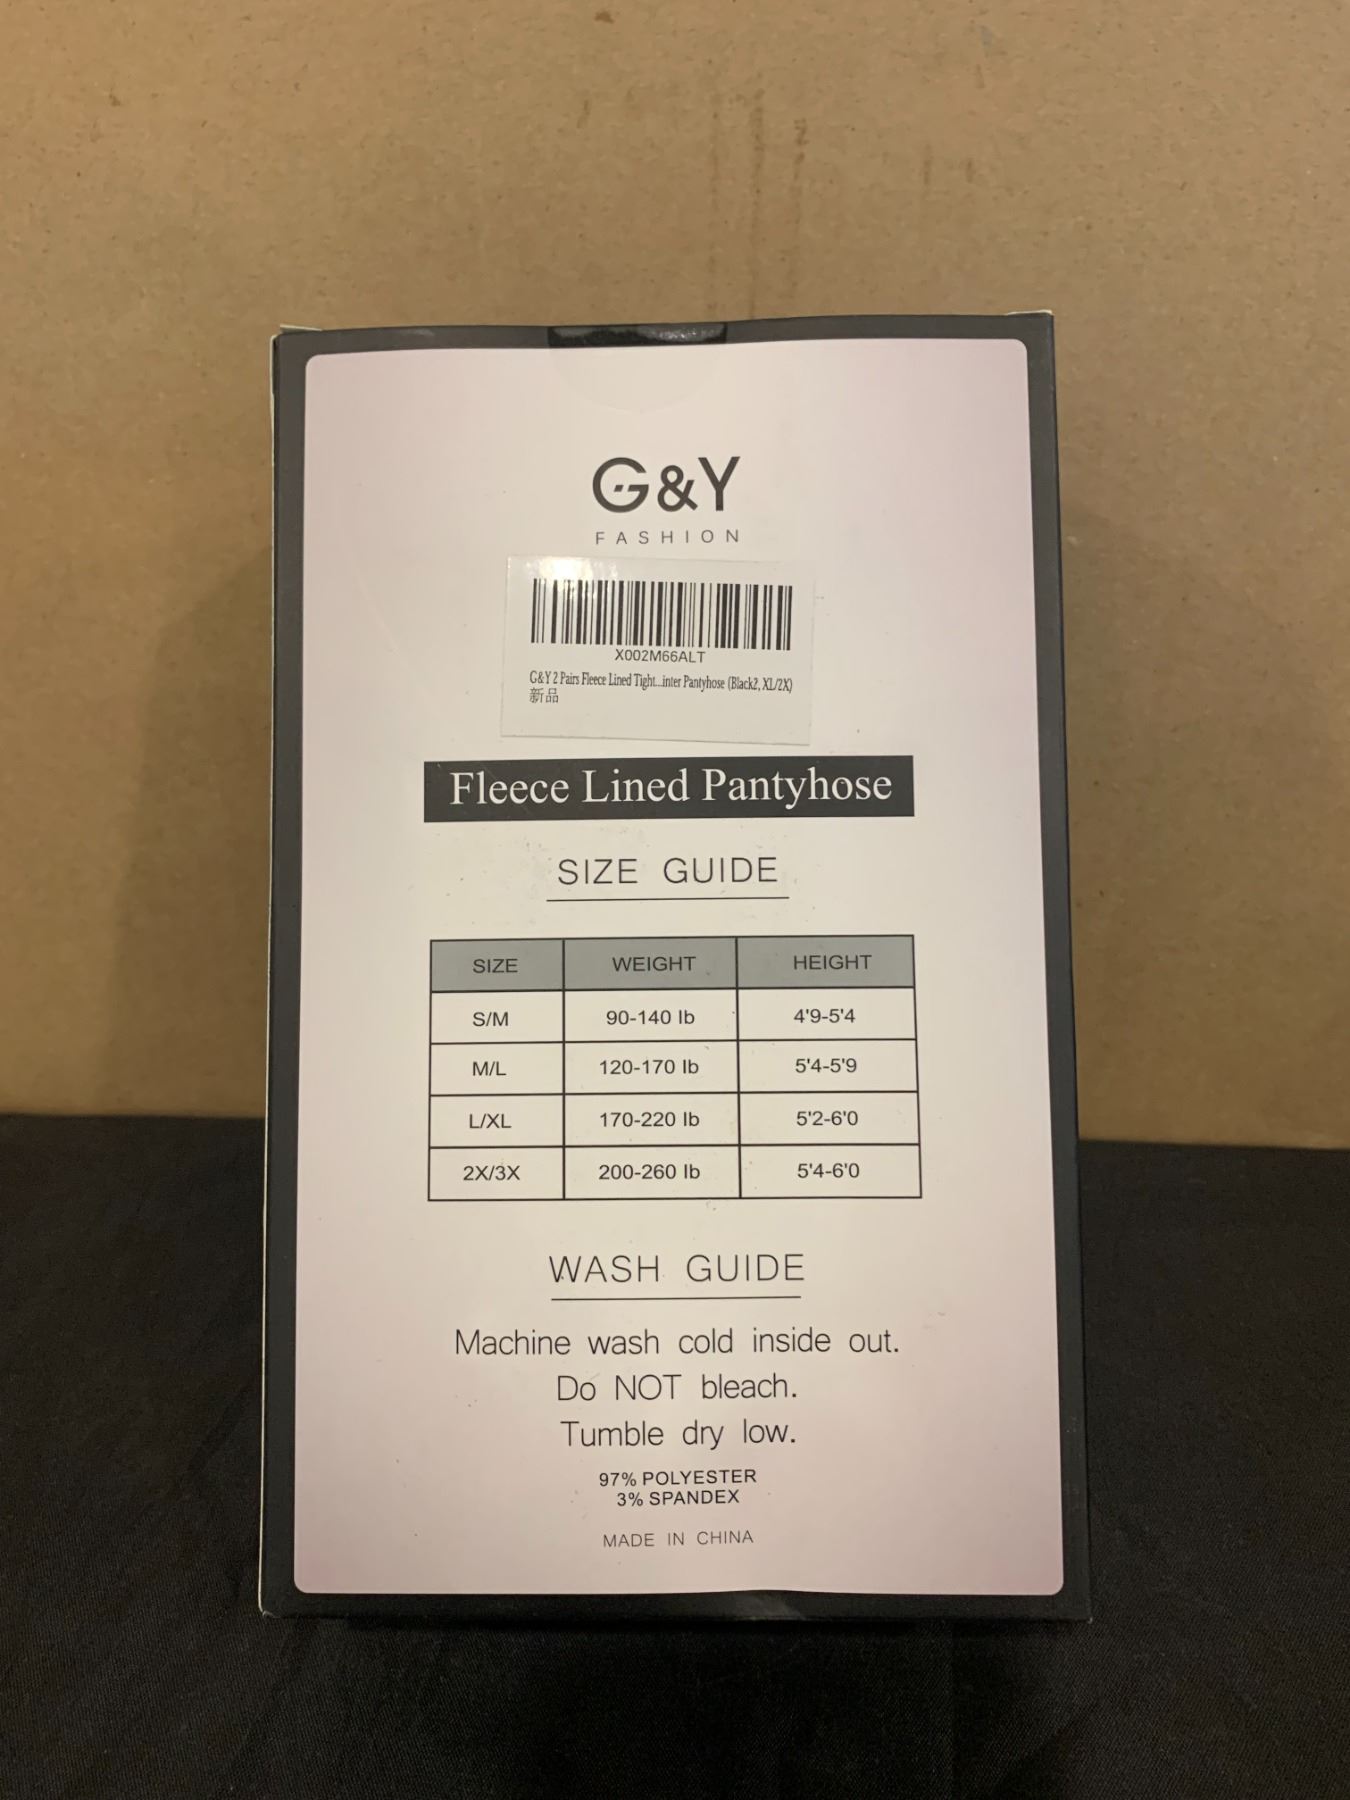 G&Y
FASHION
X002M66ALT
G&Y 2 Pairs Fleece Lined Tight...inter Pantyhose (Black2, XL/2X)
新品
Fleece Lined Pantyhose
SIZE GUIDE
SIZE WEIGHT HEIGHT
S/M 90-140 lb 4'9-5'4
M/L 120-170 lb 5'4-5'9
L/XL 170-220 lb 5'2-6'0
2X/3X 200-260 lb 5'4-6'0
WASH GUIDE
Machine wash cold inside out.
Do NOT bleach.
Tumble dry low.
97% POLYESTER
3% SPANDEX
MADE IN CHINA